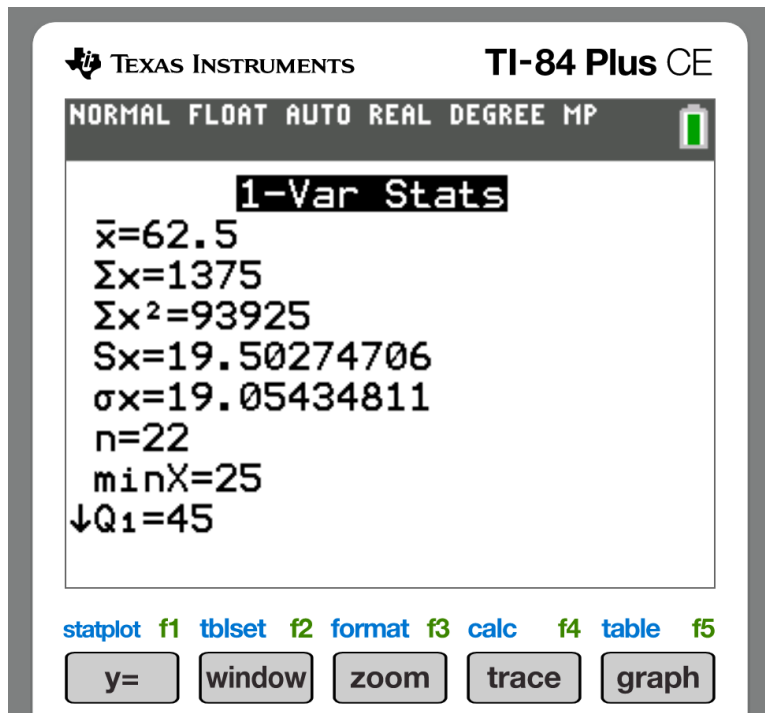 TEXAS INSTRUMENTS TI-84 Plus CE
NORMAL FLOAT AUTO REAL DEGREE MP
1-Var Stats
x̄=62.5
Σx=1375
Σx²=93925
Sx=19.50274706
σx=19.05434811
n=22
minX=25
↓Q₁=45
statplot f1 tblset f2 format f3 calc f4 table f5
y= window zoom trace graph